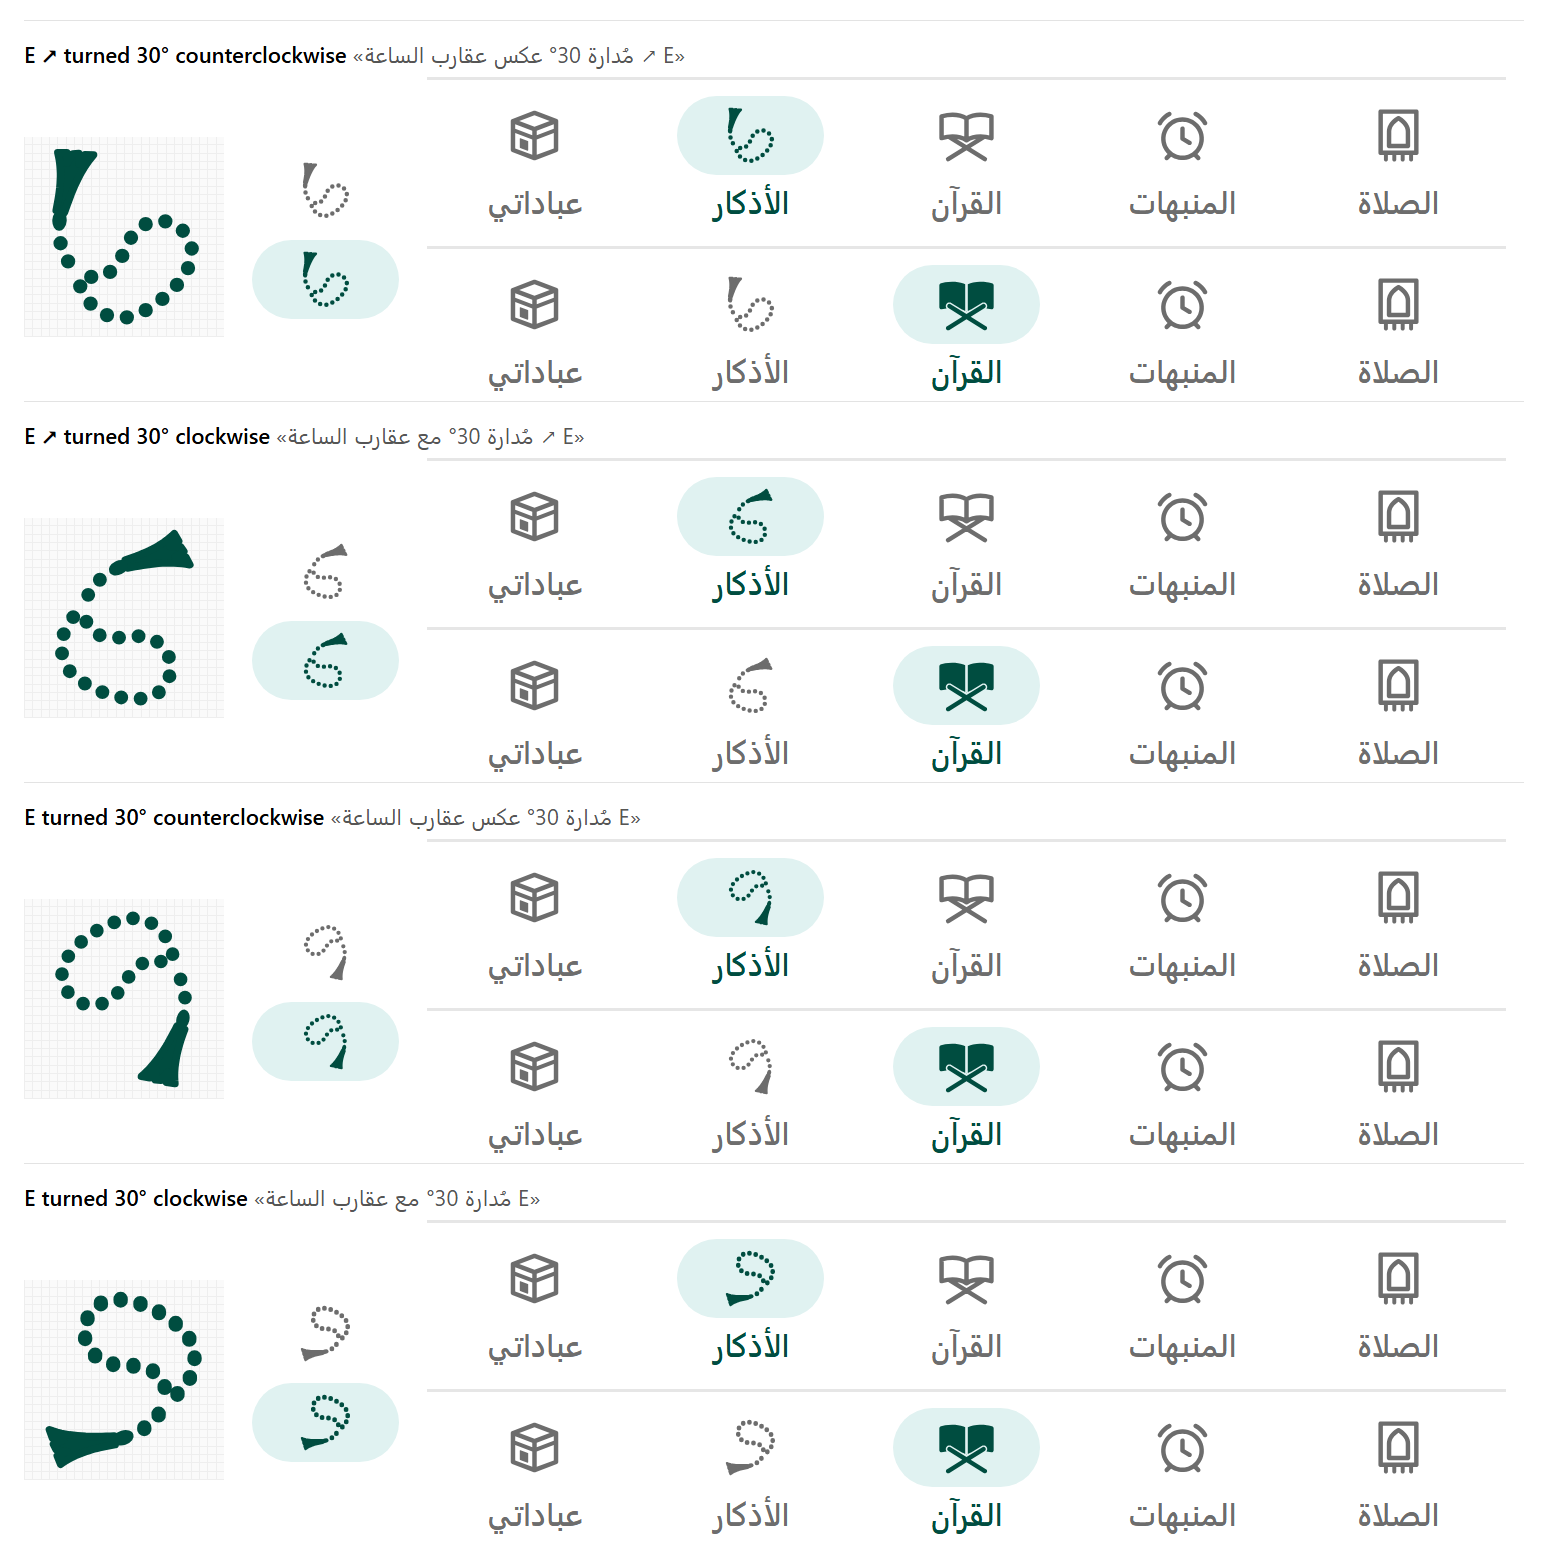 E ↗ turned 30° counterclockwise «E ↗ مُدارة 30° عكس عقارب الساعة»
الصلاة المنبهات القرآن الأذكار عباداتي
الصلاة المنبهات القرآن الأذكار عباداتي
E ↗ turned 30° clockwise «E ↗ مُدارة 30° مع عقارب الساعة»
الصلاة المنبهات القرآن الأذكار عباداتي
الصلاة المنبهات القرآن الأذكار عباداتي
E turned 30° counterclockwise «E مُدارة 30° عكس عقارب الساعة»
الصلاة المنبهات القرآن الأذكار عباداتي
الصلاة المنبهات القرآن الأذكار عباداتي
E turned 30° clockwise «E مُدارة 30° مع عقارب الساعة»
الصلاة المنبهات القرآن الأذكار عباداتي
الصلاة المنبهات القرآن الأذكار عباداتي